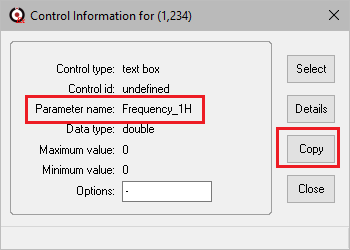 Control Information for (1,234)
Control type: text box
Control id: undefined
Parameter name: Frequency_1H
Data type: double
Maximum value: 0
Minimum value: 0
Options: -
Select
Details
Copy
Close